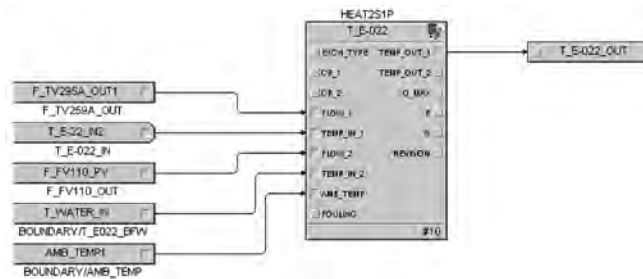 HEAT2S1P
T_E-022
EXCH_TYPE TEMP_OUT_1
CP_1 TEMP_OUT_2
CP_2 Q_MAX
FLOW_1 E
TEMP_IN_1
FLOW_2 REVISION
TEMP_IN_2
AMB_TEMP
FOULING
#10
T_E-022_OUT
F_TV295A_OUT1
F_TV259A_OUT
T_E-22_IN2
T_E-022_IN
F_FV110_PV
F_FV110_OUT
T_WATER_IN
BOUNDARY/T_E022_BFW
AMB_TEMP1
BOUNDARY/AMB_TEMP